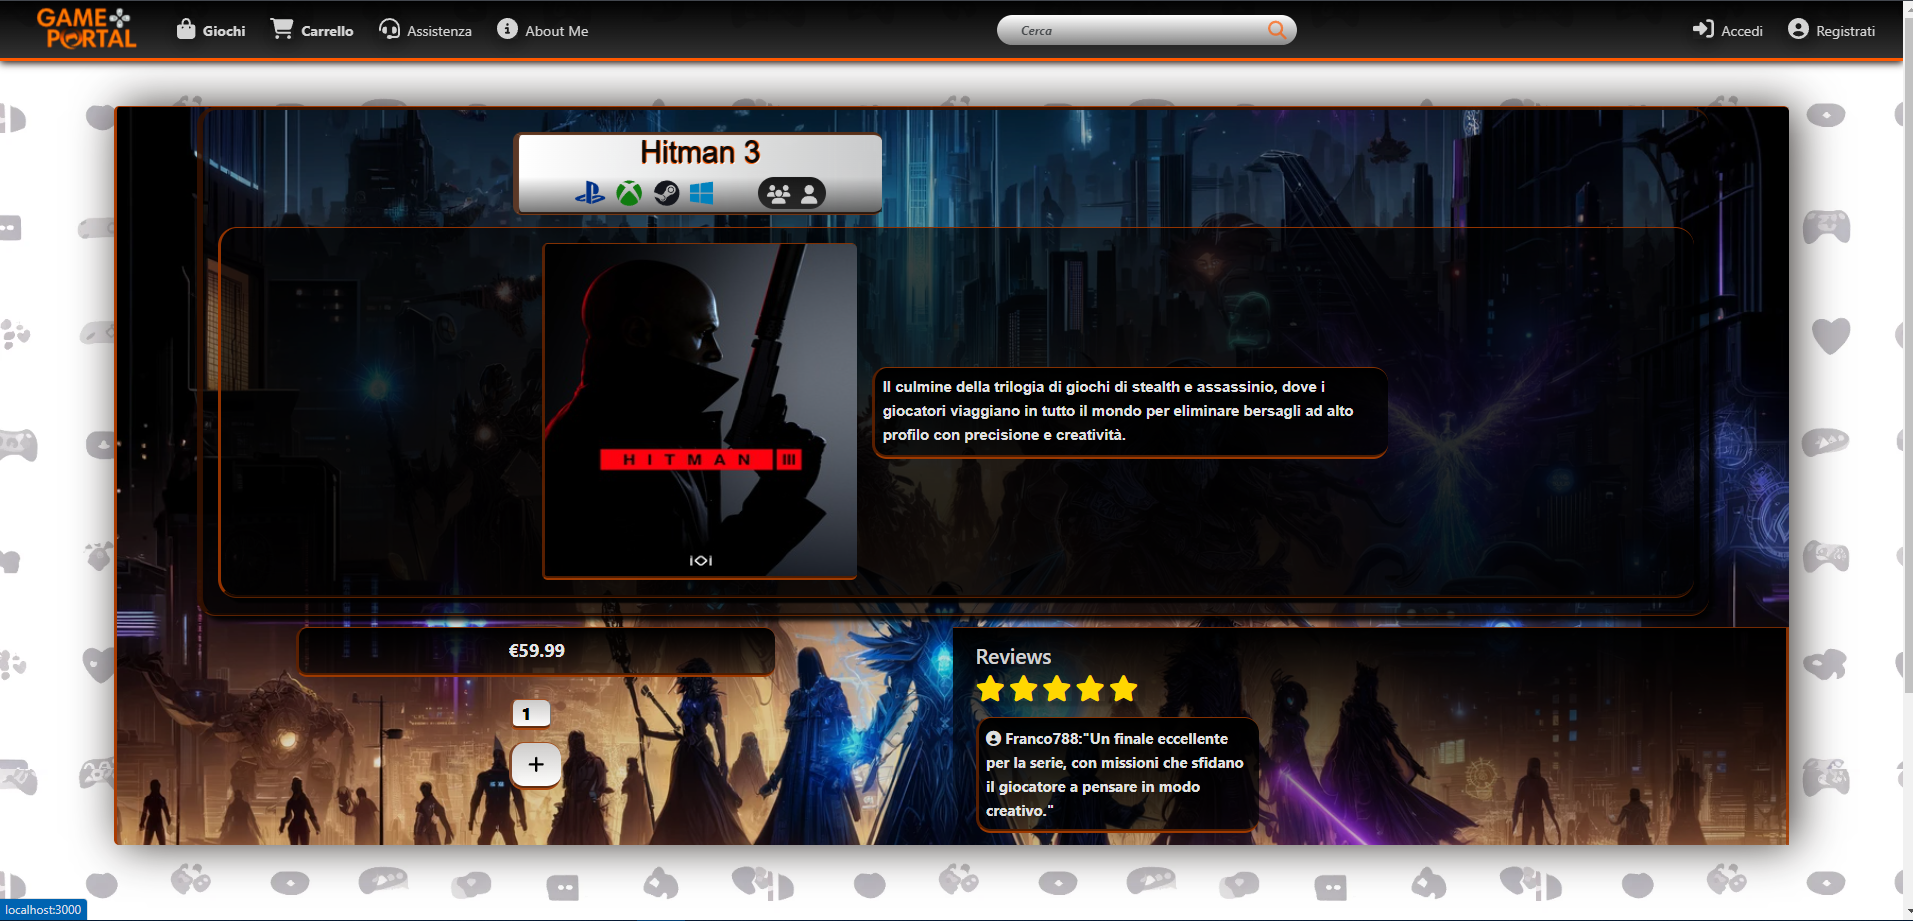 GAME
PORTAL
Giochi
Carrello
Assistenza
About Me
Cerca
Accedi
Registrati
Hitman 3
HITMAN III
IOI
Il culmine della trilogia di giochi di stealth e assassinio, dove i
giocatori viaggiano in tutto il mondo per eliminare bersagli ad alto
profilo con precisione e creatività.
€59.99
1
+
Reviews
Franco788:"Un finale eccellente
per la serie, con missioni che sfidano
il giocatore a pensare in modo
creativo."
localhost:3000